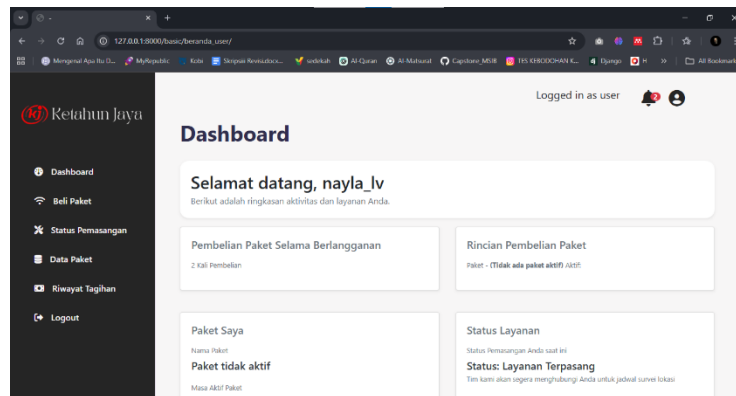 127.0.0.1:8000/basic/beranda_user/
Mengenal Apa Itu D... MyRepublic Kobi Skripsis Revisi.docx... sedekah Al-Quran Al-Matsurat Capstone_MSIB TES KEBODOHAN K... Django H All Bookmark
Logged in as user
2
kj Ketahun Jaya
Dashboard
Dashboard
Beli Paket
Status Pemasangan
Data Paket
Riwayat Tagihan
Logout
Selamat datang, nayla_lv
Berikut adalah ringkasan aktivitas dan layanan Anda.
Pembelian Paket Selama Berlangganan
2 Kali Pembelian
Rincian Pembelian Paket
Paket - (Tidak ada paket aktif) Aktif:
Paket Saya
Nama Paket
Paket tidak aktif
Masa Aktif Paket
Status Layanan
Status Pemasangan Anda saat ini
Status: Layanan Terpasang
Tim kami akan segera menghubungi Anda untuk jadwal survei lokasi